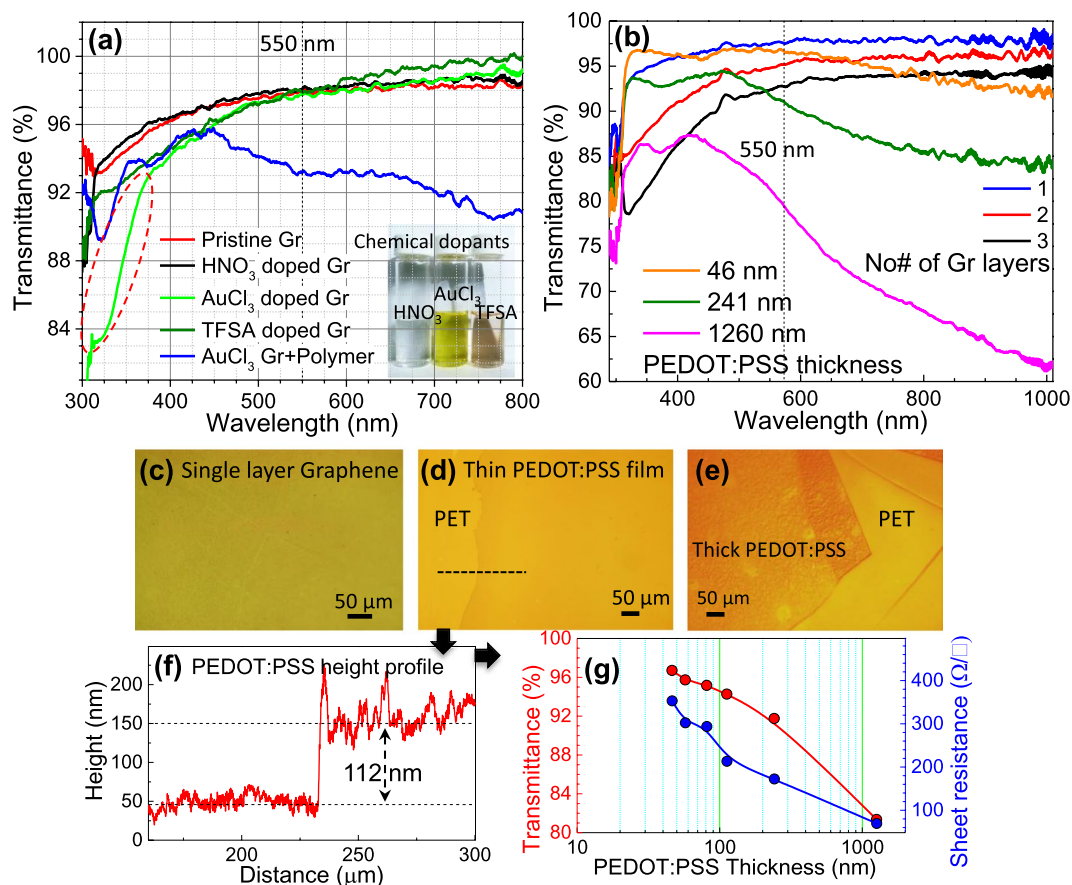 (a)
550 nm
100
96
92
88
84
Transmittance (%)
Pristine Gr
HNO₃ doped Gr
AuCl₃ doped Gr
TFSA doped Gr
AuCl₃ Gr+Polymer
Chemical dopants
AuCl₃
HNO₃ TFSA
300 400 500 600 700 800
Wavelength (nm)
(b)
100
95
90
85
80
75
70
65
60
Transmittance (%)
550 nm
1
2
3
No# of Gr layers
46 nm
241 nm
1260 nm
PEDOT:PSS thickness
400 600 800 1000
Wavelength (nm)
(c) Single layer Graphene
50 µm
(d) Thin PEDOT:PSS film
PET
50 µm
(e)
PET
Thick PEDOT:PSS
50 µm
(f) PEDOT:PSS height profile
200
150
100
50
0
Height (nm)
112 nm
200 250 300
Distance (µm)
(g)
100
96
92
88
84
80
Transmittance (%)
400
300
200
100
Sheet resistance (Ω/□)
10 100 1000
PEDOT:PSS Thickness (nm)